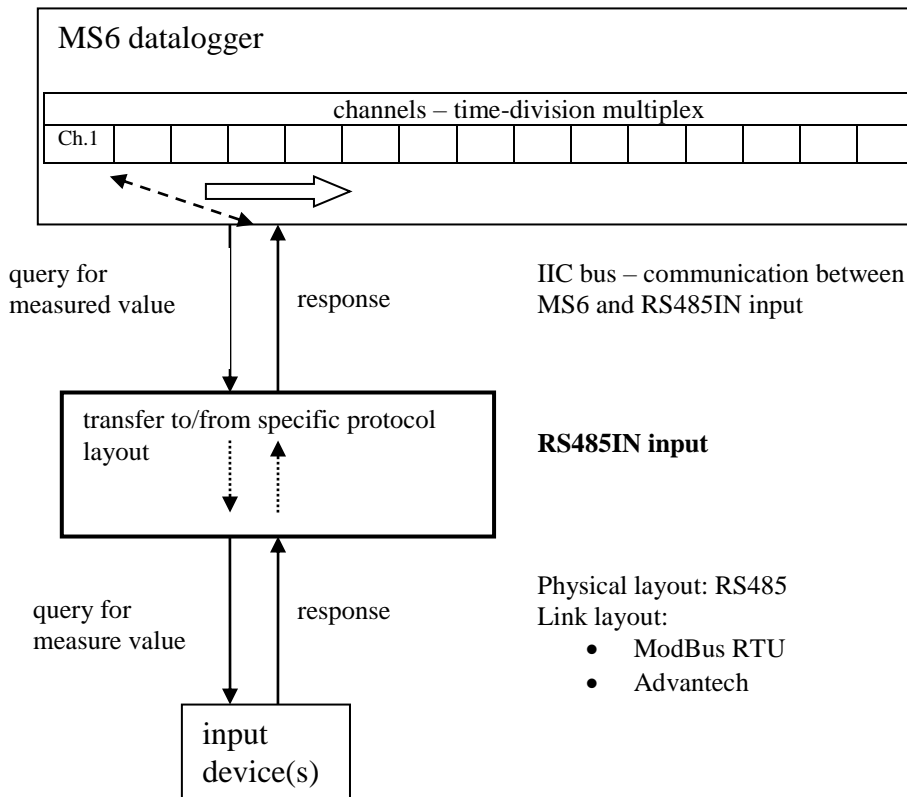 MS6 datalogger
channels – time-division multiplex
Ch.1
query for
measured value
response
IIC bus – communication between
MS6 and RS485IN input
transfer to/from specific protocol
layout
RS485IN input
query for
measure value
response
Physical layout: RS485
Link layout:
• ModBus RTU
• Advantech
input
device(s)